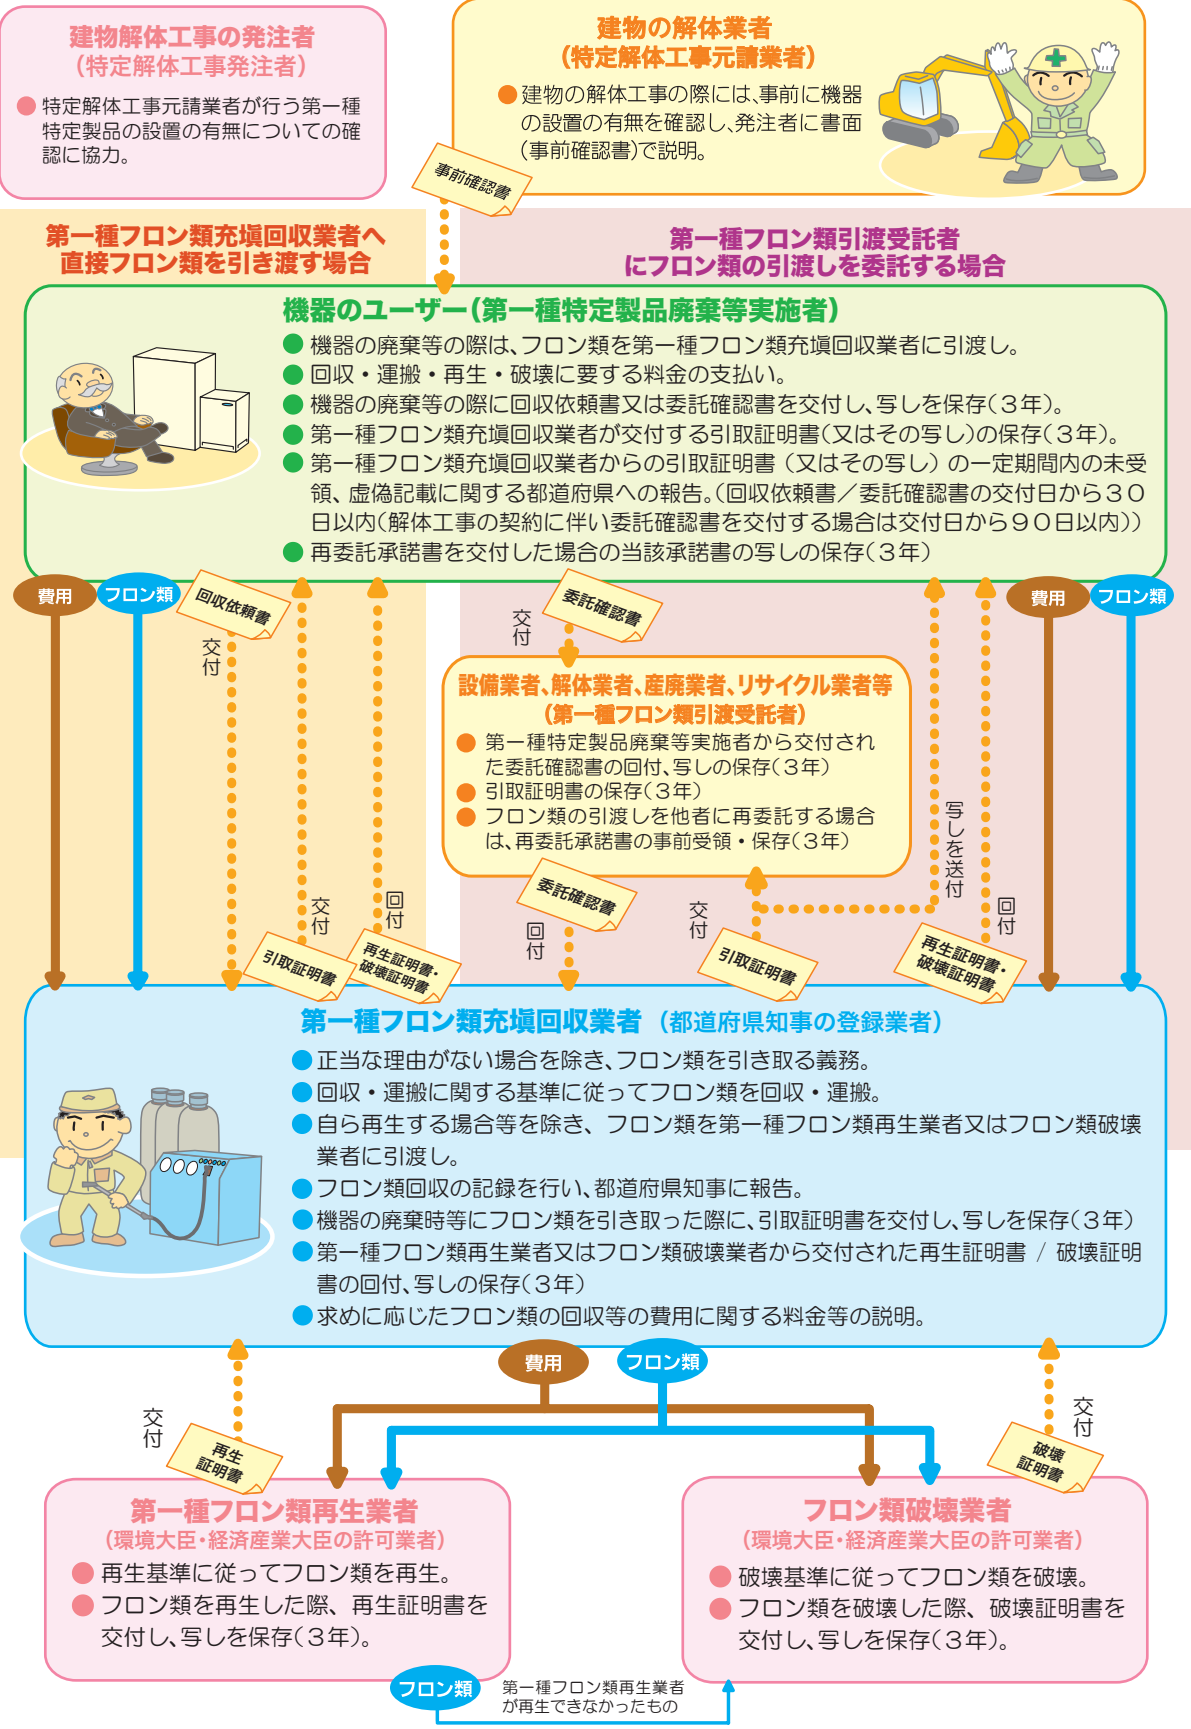 建物解体工事の発注者
（特定解体工事発注者）
● 特定解体工事元請業者が行う第一種
特定製品の設置の有無についての確
認に協力。
建物の解体業者
（特定解体工事元請業者）
● 建物の解体工事の際には、事前に機器
の設置の有無を確認し、発注者に書面
（事前確認書）で説明。
事前確認書
第一種フロン類充塡回収業者へ
直接フロン類を引き渡す場合
第一種フロン類引渡受託者
にフロン類の引渡しを委託する場合
機器のユーザー（第一種特定製品廃棄等実施者）
● 機器の廃棄等の際は、フロン類を第一種フロン類充塡回収業者に引渡し。
● 回収・運搬・再生・破壊に要する料金の支払い。
● 機器の廃棄等の際に回収依頼書又は委託確認書を交付し、写しを保存（３年）。
● 第一種フロン類充塡回収業者が交付する引取証明書（又はその写し）の保存（３年）。
● 第一種フロン類充塡回収業者からの引取証明書（又はその写し）の一定期間内の未受
領、虚偽記載に関する都道府県への報告。（回収依頼書／委託確認書の交付日から３０
日以内（解体工事の契約に伴い委託確認書を交付する場合は交付日から９０日以内））
● 再委託承諾書を交付した場合の当該承諾書の写しの保存（３年）
費用
フロン類
回収依頼書
交付
委託確認書
交付
費用
フロン類
設備業者、解体業者、産廃業者、リサイクル業者等
（第一種フロン類引渡受託者）
● 第一種特定製品廃棄等実施者から交付され
た委託確認書の回付、写しの保存（３年）
● 引取証明書の保存（３年）
● フロン類の引渡しを他者に再委託する場合
は、再委託承諾書の事前受領・保存（３年）
写しを送付
交付
引取証明書
回付
再生証明書・
破壊証明書
委託確認書
回付
交付
引取証明書
回付
再生証明書・
破壊証明書
第一種フロン類充塡回収業者（都道府県知事の登録業者）
● 正当な理由がない場合を除き、フロン類を引き取る義務。
● 回収・運搬に関する基準に従ってフロン類を回収・運搬。
● 自ら再生する場合等を除き、フロン類を第一種フロン類再生業者又はフロン類破壊
業者に引渡し。
● フロン類回収の記録を行い、都道府県知事に報告。
● 機器の廃棄時等にフロン類を引き取った際に、引取証明書を交付し、写しを保存（３年）
● 第一種フロン類再生業者又はフロン類破壊業者から交付された再生証明書 / 破壊証明
書の回付、写しの保存（３年）
● 求めに応じたフロン類の回収等の費用に関する料金等の説明。
費用
フロン類
交付
再生
証明書
交付
破壊
証明書
第一種フロン類再生業者
（環境大臣・経済産業大臣の許可業者）
● 再生基準に従ってフロン類を再生。
● フロン類を再生した際、再生証明書を
交付し、写しを保存（３年）。
フロン類破壊業者
（環境大臣・経済産業大臣の許可業者）
● 破壊基準に従ってフロン類を破壊。
● フロン類を破壊した際、破壊証明書を
交付し、写しを保存（３年）。
フロン類
第一種フロン類再生業者
が再生できなかったもの